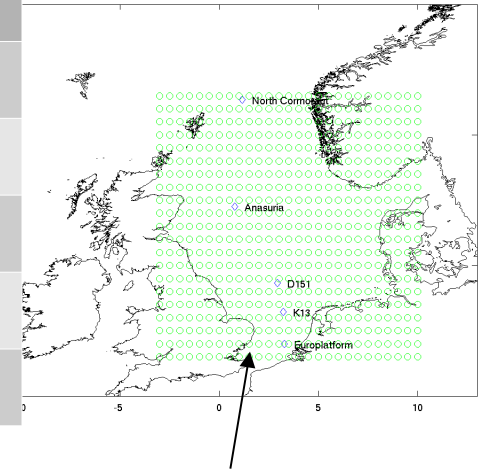 North Cormorant
Anasuria
D151
K13
Europlatform
0 -5 0 5 10